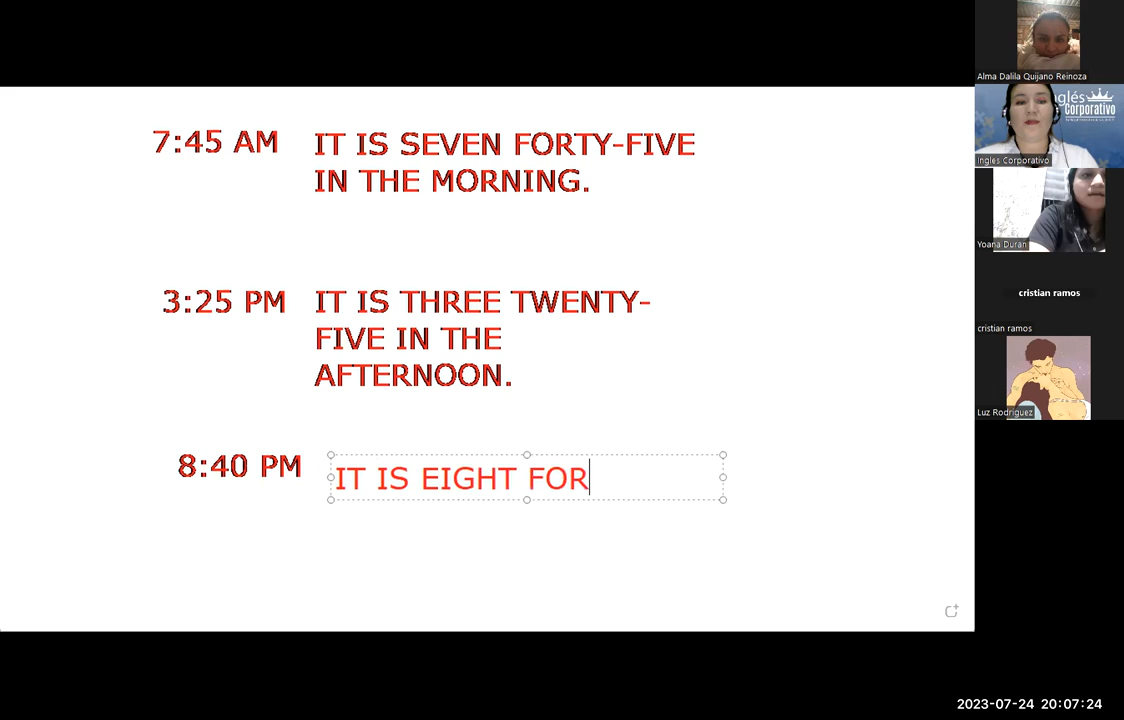 7:45 AM
IT IS SEVEN FORTY-FIVE
IN THE MORNING.
3:25 PM
IT IS THREE TWENTY-
FIVE IN THE
AFTERNOON.
8:40 PM
IT IS EIGHT FOR
Alma Dalila Quijano Reinoza
Inglés
Corporativo
Ingles Corporativo
Yoana Duran
cristian ramos
cristian ramos
Luz Rodriguez
2023-07-24 20:07:24